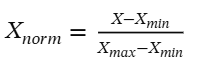 X_norm = (X−X_min) / (X_max−X_min)